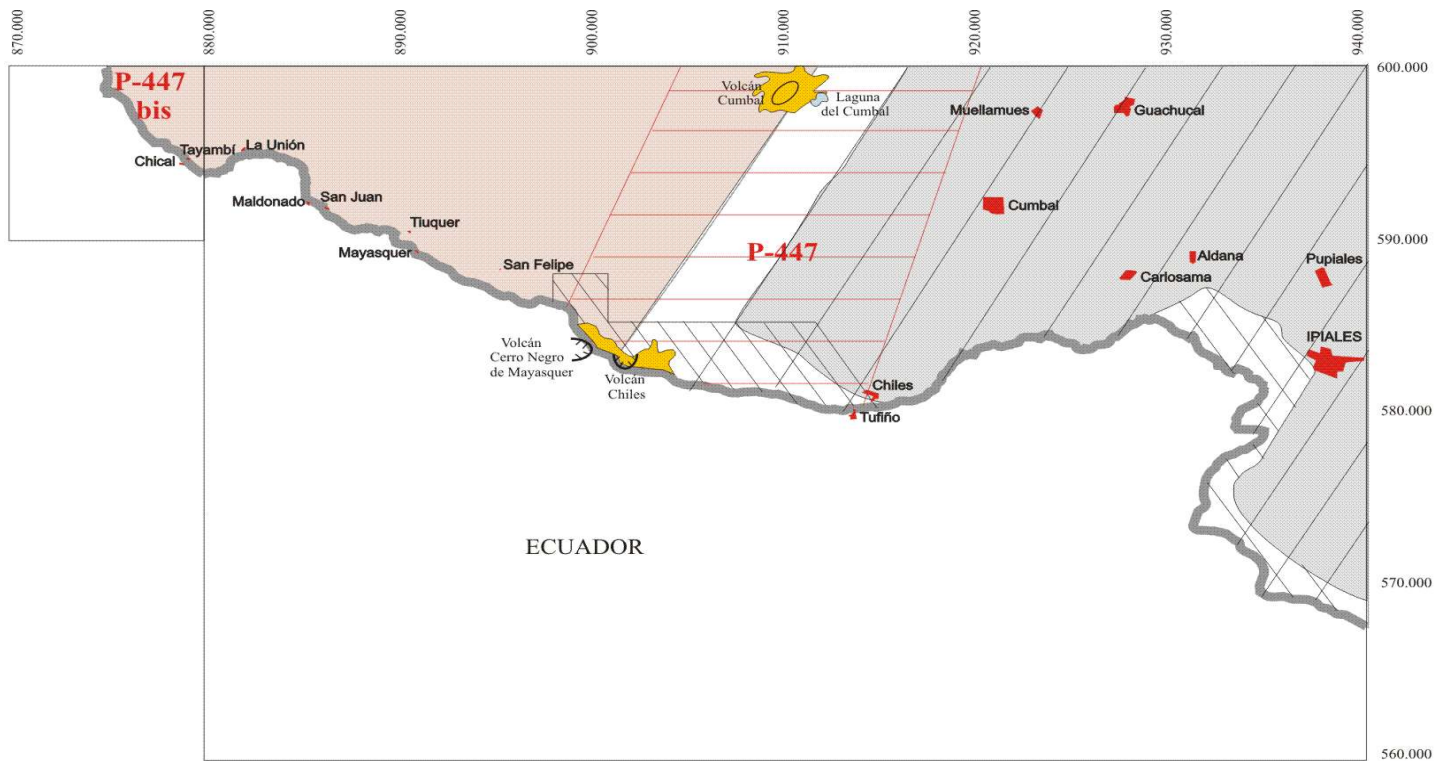 870.000
880.000
890.000
900.000
910.000
920.000
930.000
940.000
600.000
P-447
bis
Volcán
Cumbal
Laguna
del Cumbal
Muellamues
Guachucal
Tayambí
La Unión
Chical
Maldonado
San Juan
Cumbal
Tiuquer
Mayasquer
P-447
590.000
San Felipe
Aldana
Carlosama
Pupiales
IPIALES
Volcán
Cerro Negro
de Mayasquer
Volcán
Chiles
Chiles
Tufiño
580.000
ECUADOR
570.000
560.000